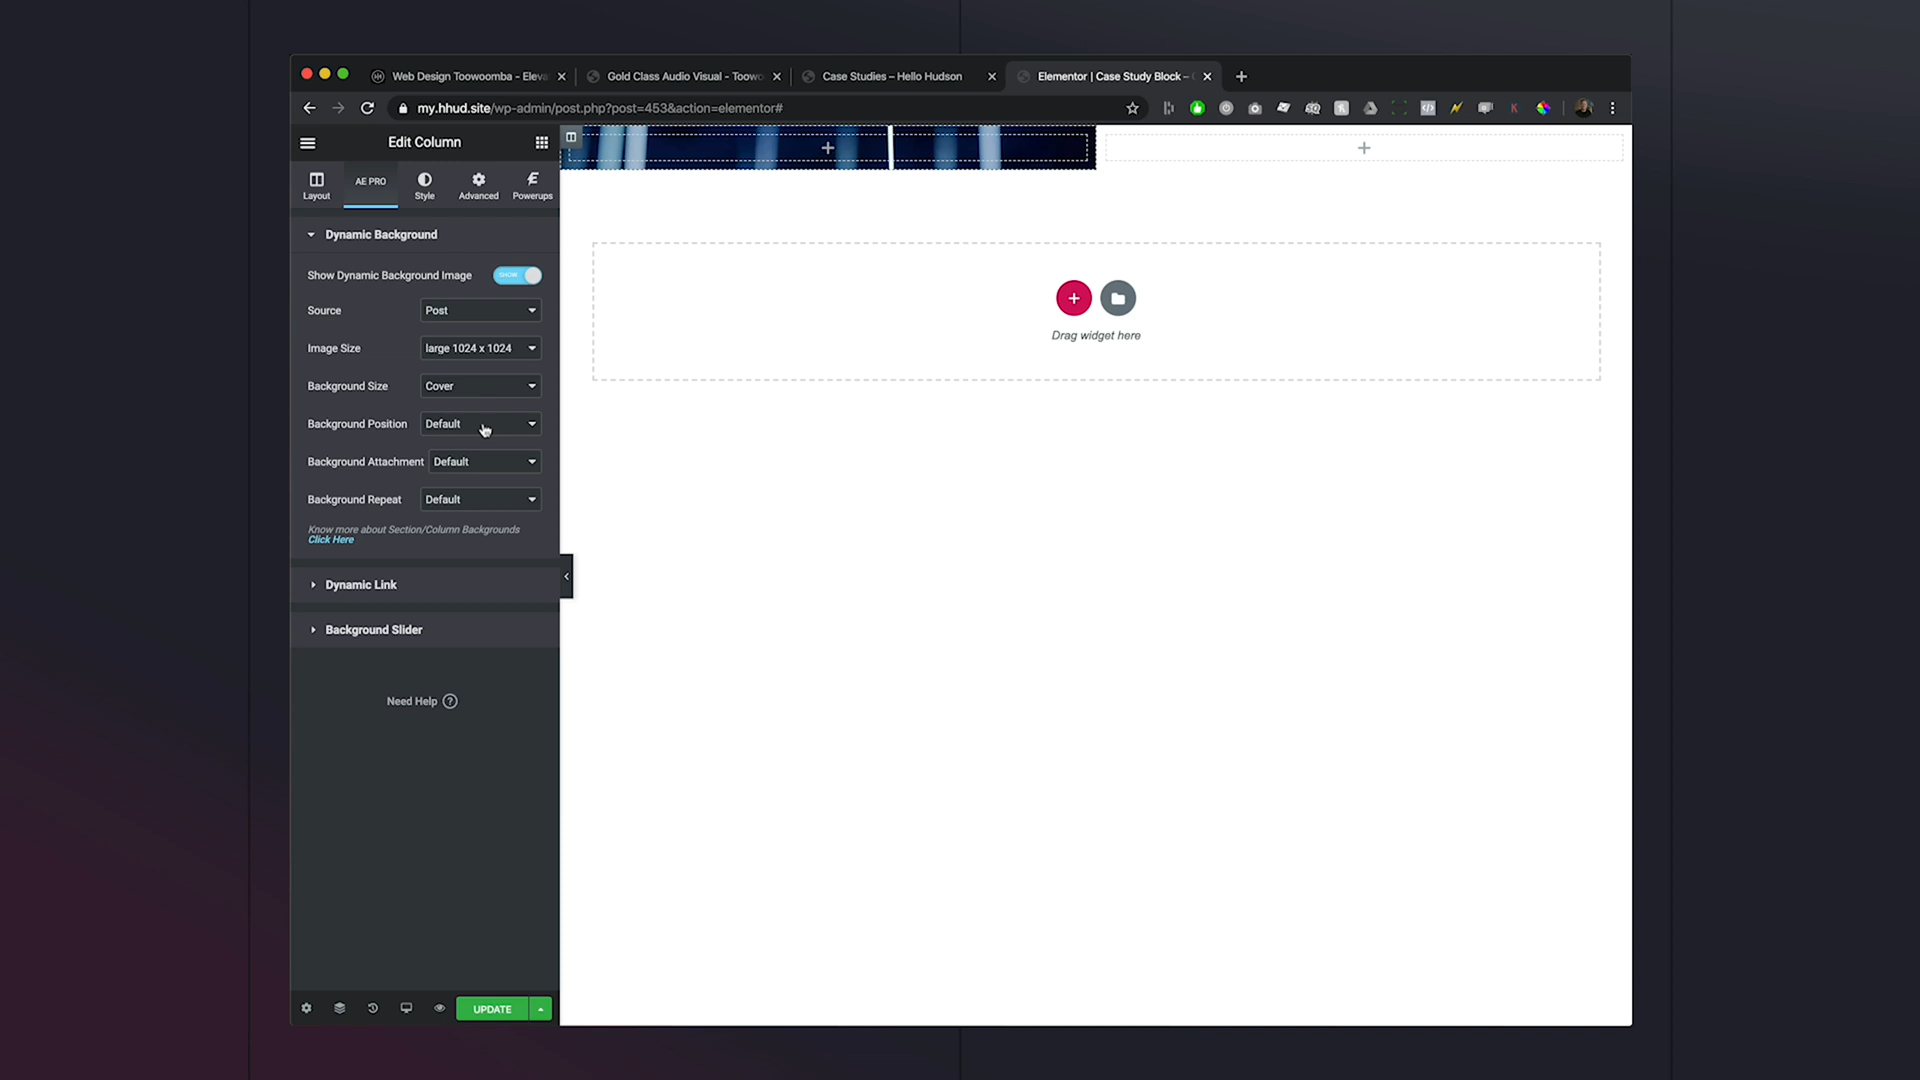 Web Design Toowoomba - Eleva
Gold Class Audio Visual - Toowo
Case Studies – Hello Hudson
Elementor | Case Study Block –
my.hhud.site/wp-admin/post.php?post=453&action=elementor#
Edit Column
Layout
AE PRO
Style
Advanced
Powerups
Dynamic Background
Show Dynamic Background Image
SHOW
Source
Post
Image Size
large 1024 x 1024
Background Size
Cover
Background Position
Default
Background Attachment
Default
Background Repeat
Default
Know more about Section/Column Backgrounds
Click Here
Dynamic Link
Background Slider
Need Help ?
UPDATE
Drag widget here